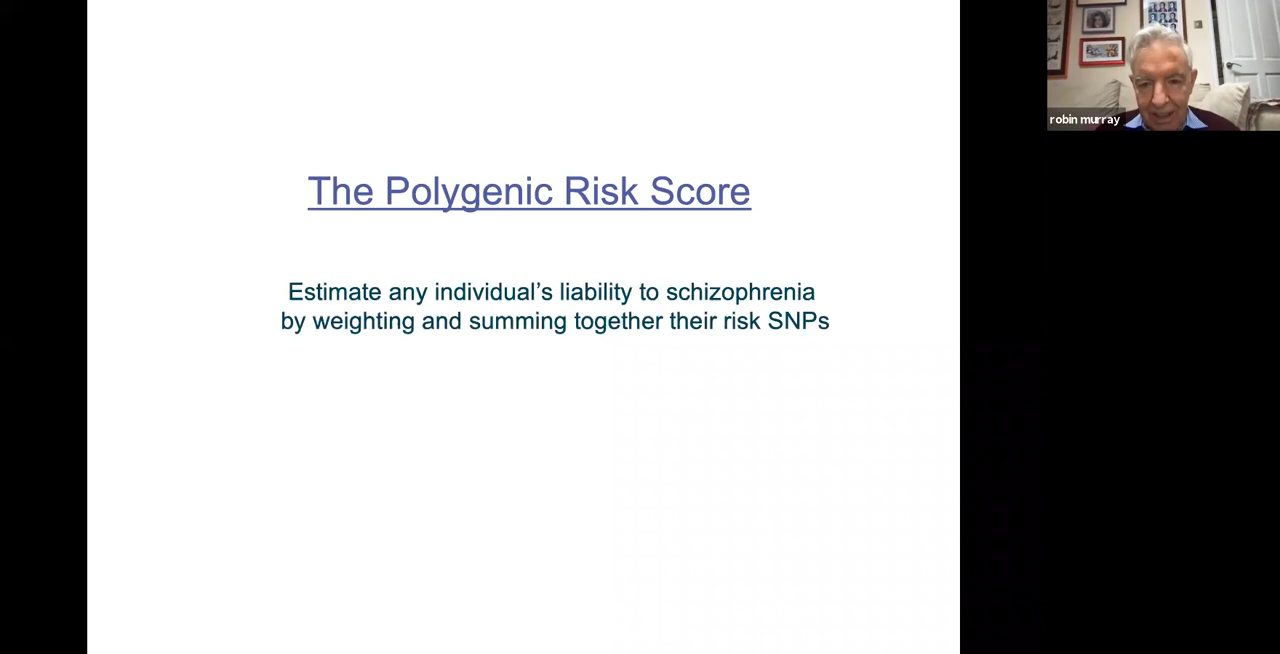 The Polygenic Risk Score
Estimate any individual’s liability to schizophrenia
by weighting and summing together their risk SNPs
robin murray